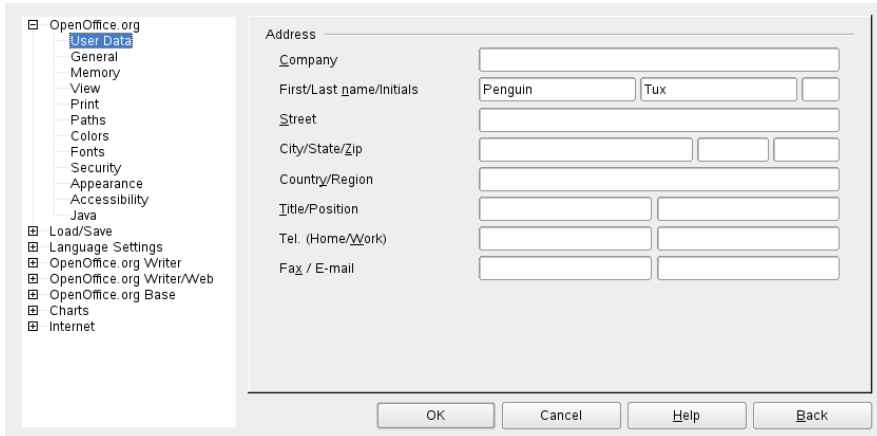 OpenOffice.org
User Data
General
Memory
View
Print
Paths
Colors
Fonts
Security
Appearance
Accessibility
Java
Load/Save
Language Settings
OpenOffice.org Writer
OpenOffice.org Writer/Web
OpenOffice.org Base
Charts
Internet
Address
Company
First/Last name/Initials Penguin Tux
Street
City/State/Zip
Country/Region
Title/Position
Tel. (Home/Work)
Fax / E-mail
OK Cancel Help Back